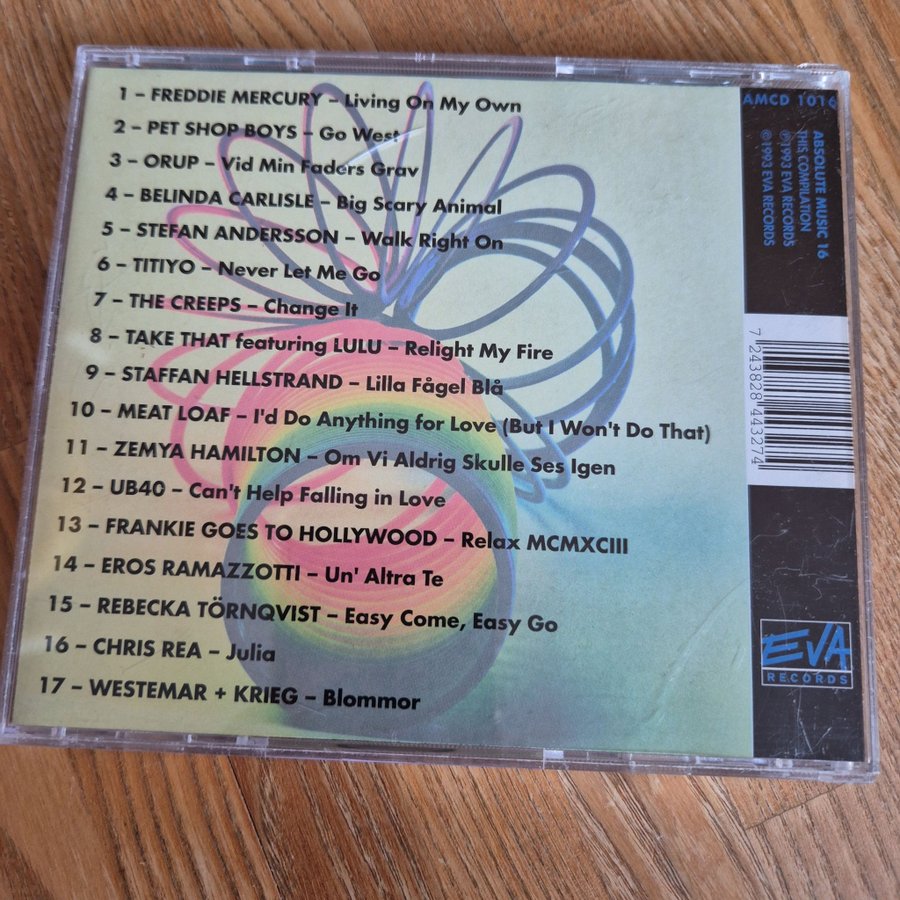 1 – FREDDIE MERCURY – Living On My Own
2 – PET SHOP BOYS – Go West
3 – ORUP – Vid Min Faders Grav
4 – BELINDA CARLISLE – Big Scary Animal
5 – STEFAN ANDERSSON – Walk Right On
6 – TITIYO – Never Let Me Go
7 – THE CREEPS – Change It
8 – TAKE THAT featuring LULU – Relight My Fire
9 – STAFFAN HELLSTRAND – Lilla Fågel Blå
10 – MEAT LOAF – I'd Do Anything for Love (But I Won't Do That)
11 – ZEMYA HAMILTON – Om Vi Aldrig Skulle Ses Igen
12 – UB40 – Can't Help Falling in Love
13 – FRANKIE GOES TO HOLLYWOOD – Relax MCMXCIII
14 – EROS RAMAZZOTTI – Un' Altra Te
15 – REBECKA TÖRNQVIST – Easy Come, Easy Go
16 – CHRIS REA – Julia
17 – WESTEMAR + KRIEG – Blommor
AMCD 1016
ABSOLUTE MUSIC 16
THIS COMPILATION
℗1993 EVA RECORDS
©1993 EVA RECORDS
7 243828 443274
EVA
RECORDS